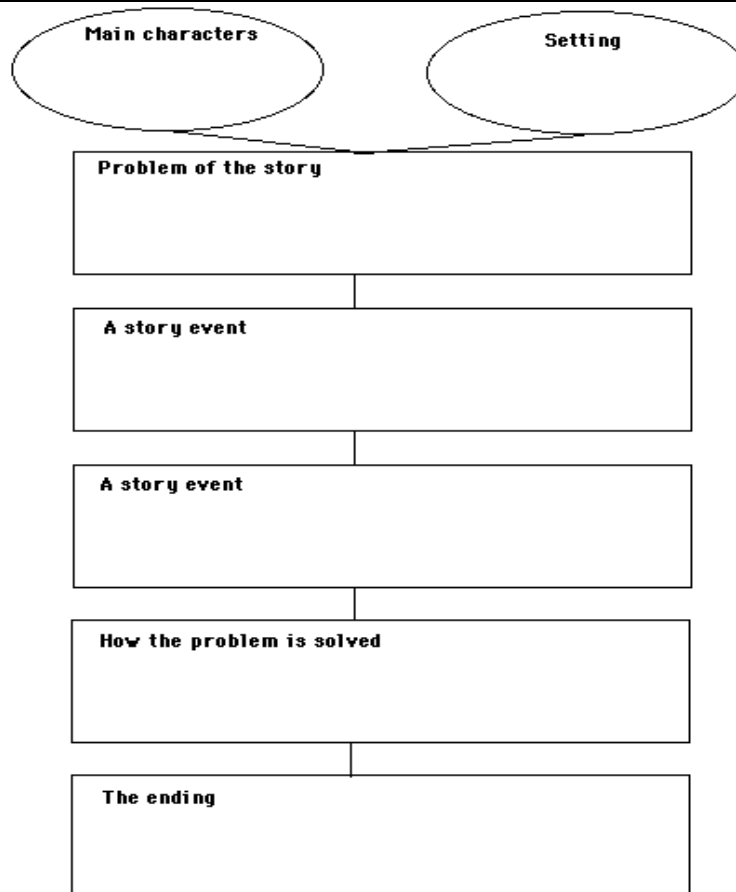 Main characters
Setting
Problem of the story
A story event
A story event
How the problem is solved
The ending